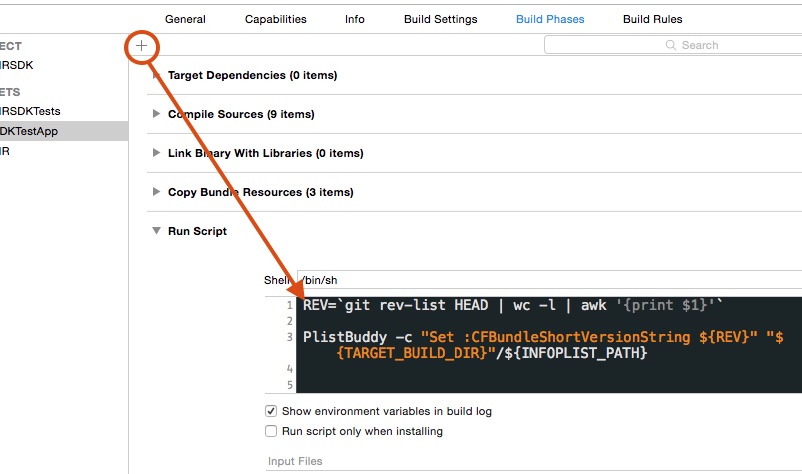 General Capabilities Info Build Settings Build Phases Build Rules
ECT
+
Search
IRSDK
Target Dependencies (0 items)
ETS
IRSDKTests
Compile Sources (9 items)
DKTestApp
IR
Link Binary With Libraries (0 items)
Copy Bundle Resources (3 items)
Run Script
Shell /bin/sh
1 REV=`git rev-list HEAD | wc -l | awk '{print $1}'`
2
3 PlistBuddy -c "Set :CFBundleShortVersionString ${REV}" "$
{TARGET_BUILD_DIR}"/${INFOPLIST_PATH}
4
5
Show environment variables in build log
Run script only when installing
Input Files